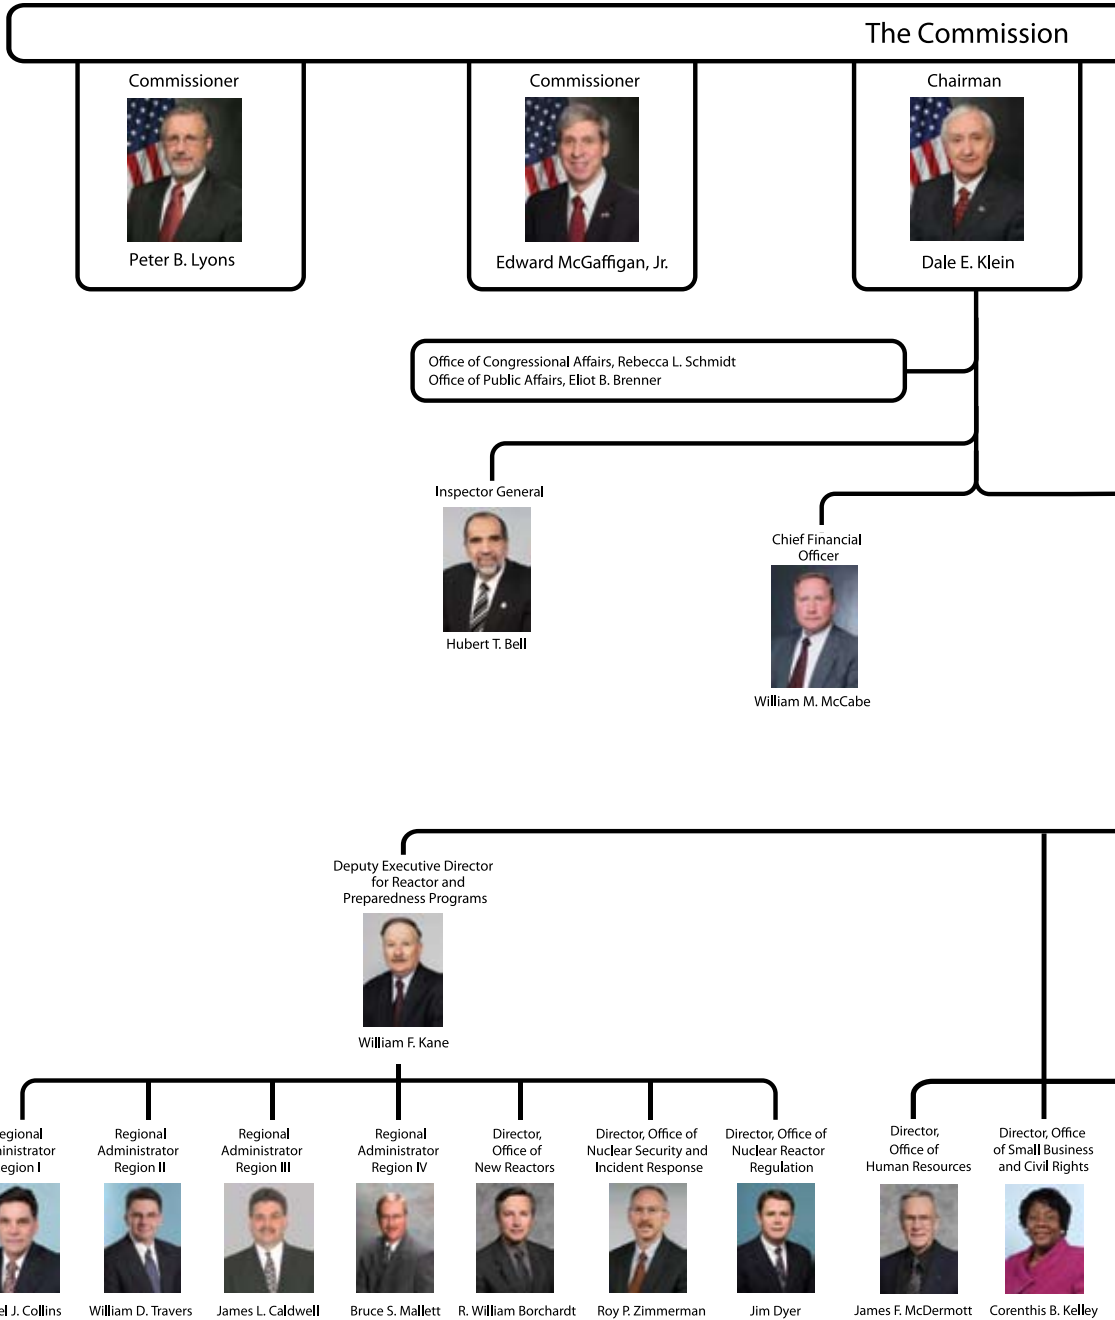 The Commission
Commissioner
Peter B. Lyons
Commissioner
Edward McGaffigan, Jr.
Chairman
Dale E. Klein
Office of Congressional Affairs, Rebecca L. Schmidt
Office of Public Affairs, Eliot B. Brenner
Inspector General
Hubert T. Bell
Chief Financial
Officer
William M. McCabe
Deputy Executive Director
for Reactor and
Preparedness Programs
William F. Kane
egional
ministrator
egion I
el J. Collins
Regional
Administrator
Region II
William D. Travers
Regional
Administrator
Region III
James L. Caldwell
Regional
Administrator
Region IV
Bruce S. Mallett
Director,
Office of
New Reactors
R. William Borchardt
Director, Office of
Nuclear Security and
Incident Response
Roy P. Zimmerman
Director, Office of
Nuclear Reactor
Regulation
Jim Dyer
Director,
Office of
Human Resources
James F. McDermott
Director, Office
of Small Business
and Civil Rights
Corenthis B. Kelley